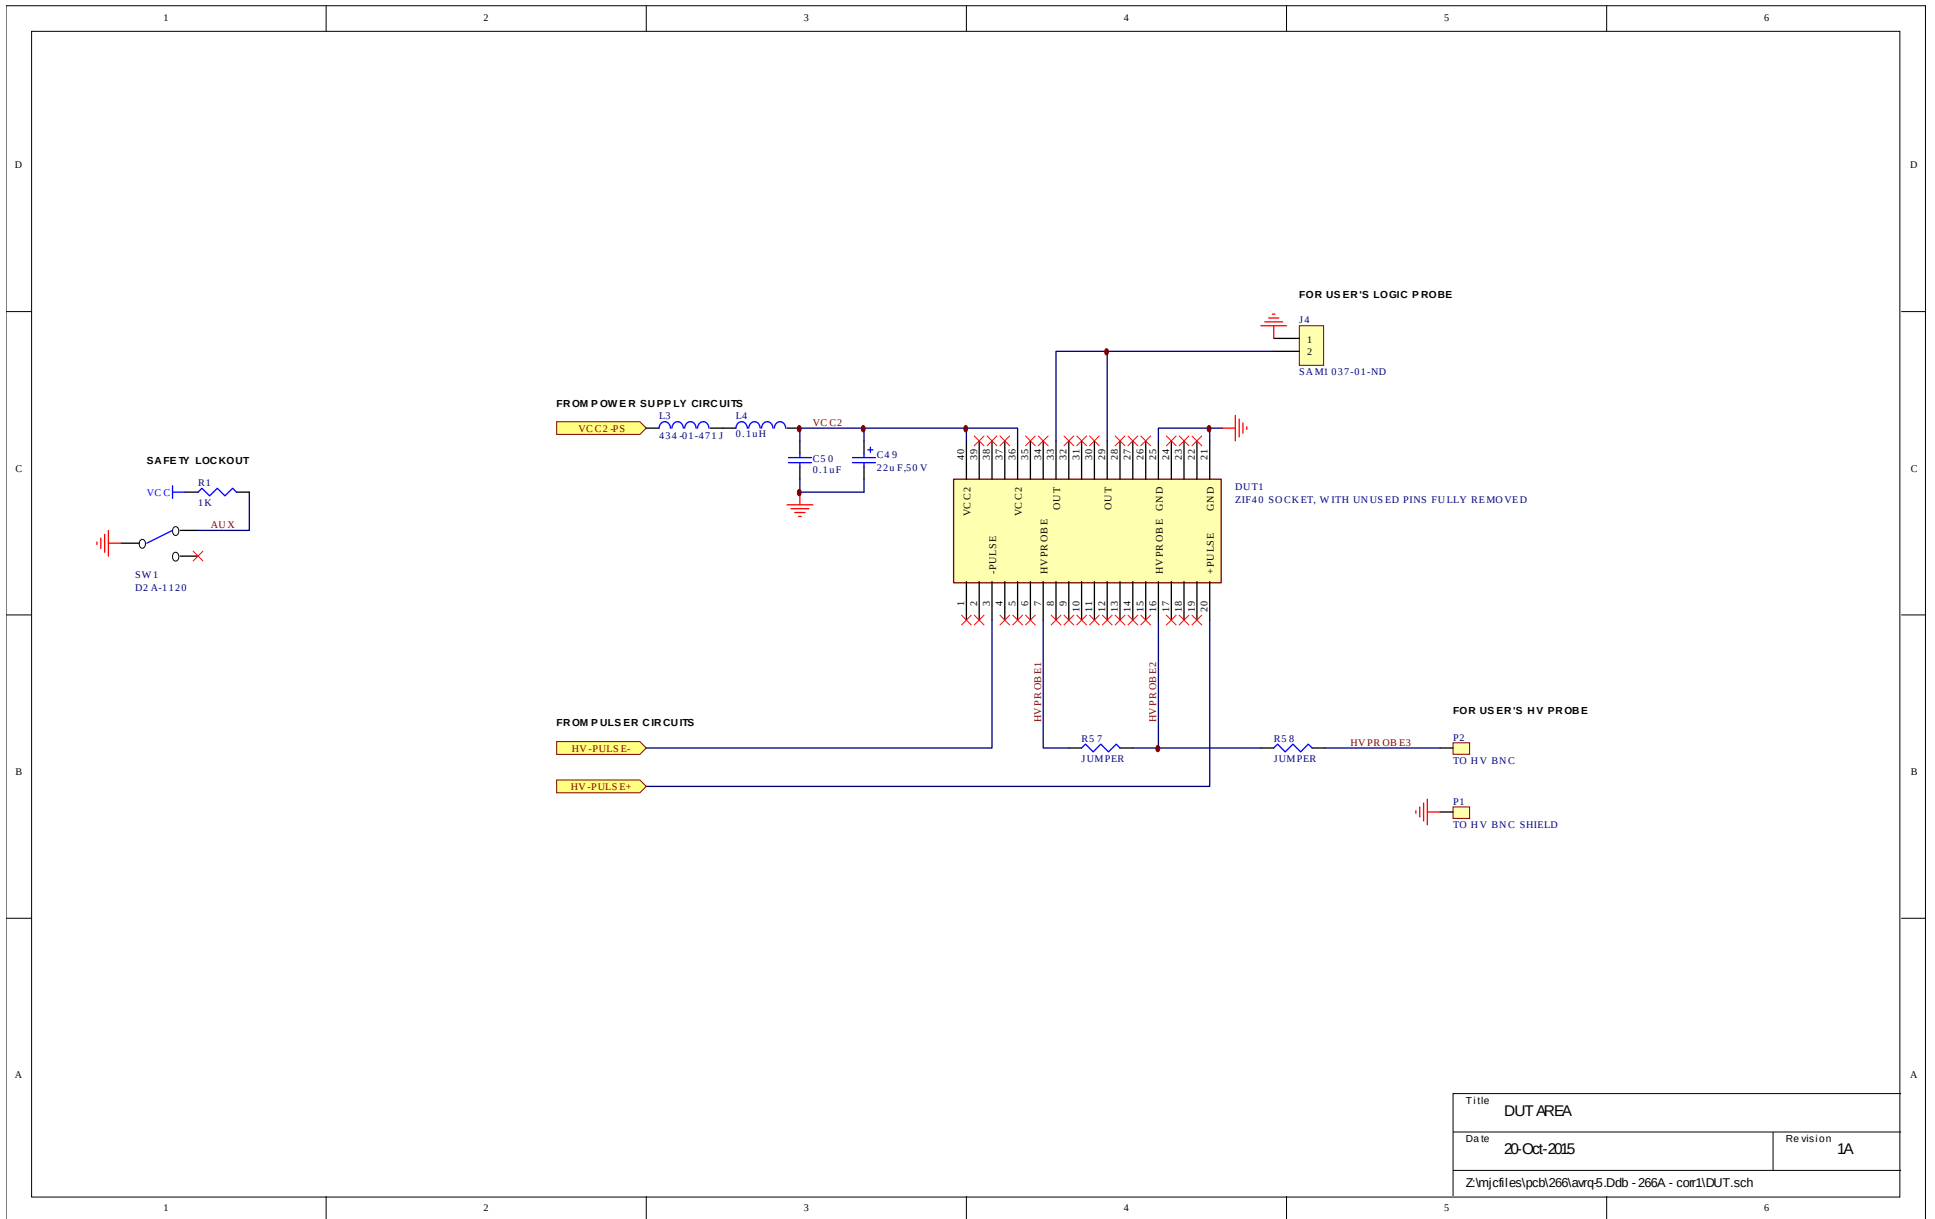 1 2 3 4 5 6
D D
FOR USER'S LOGIC PROBE
J4
1
2
SAM1037-01-ND
FROM POWER SUPPLY CIRCUITS
VCC2-PS
L3
434-01-471J
L4
0.1uH
VCC2
C50
0.1uF
+
C49
22uF,50V
C C
SAFETY LOCKOUT
VCC
R1
1K
AUX
SW1
D2A-1120
40 39 38 37 36 35 34 33 32 31 30 29 28 27 26 25 24 23 22 21
VCC2 VCC2 OUT OUT GND GND
-PULSE HVPROBE HVPROBE +PULSE
DUT1
ZIF40 SOCKET, WITH UNUSED PINS FULLY REMOVED
1 2 3 4 5 6 7 8 9 10 11 12 13 14 15 16 17 18 19 20
HVPROBE1
HVPROBE2
FROM PULSER CIRCUITS
HV-PULSE-
HV-PULSE+
R57
JUMPER
R58
JUMPER
HVPROBE3
FOR USER'S HV PROBE
P2
TO HV BNC
P1
TO HV BNC SHIELD
B B
A A
Title
DUT AREA
Date
20-Oct-2015
Revision
1A
Z:\mjcfiles\pcb\266\avrq-5.Ddb - 266A - corr1\DUT.sch
1 2 3 4 5 6